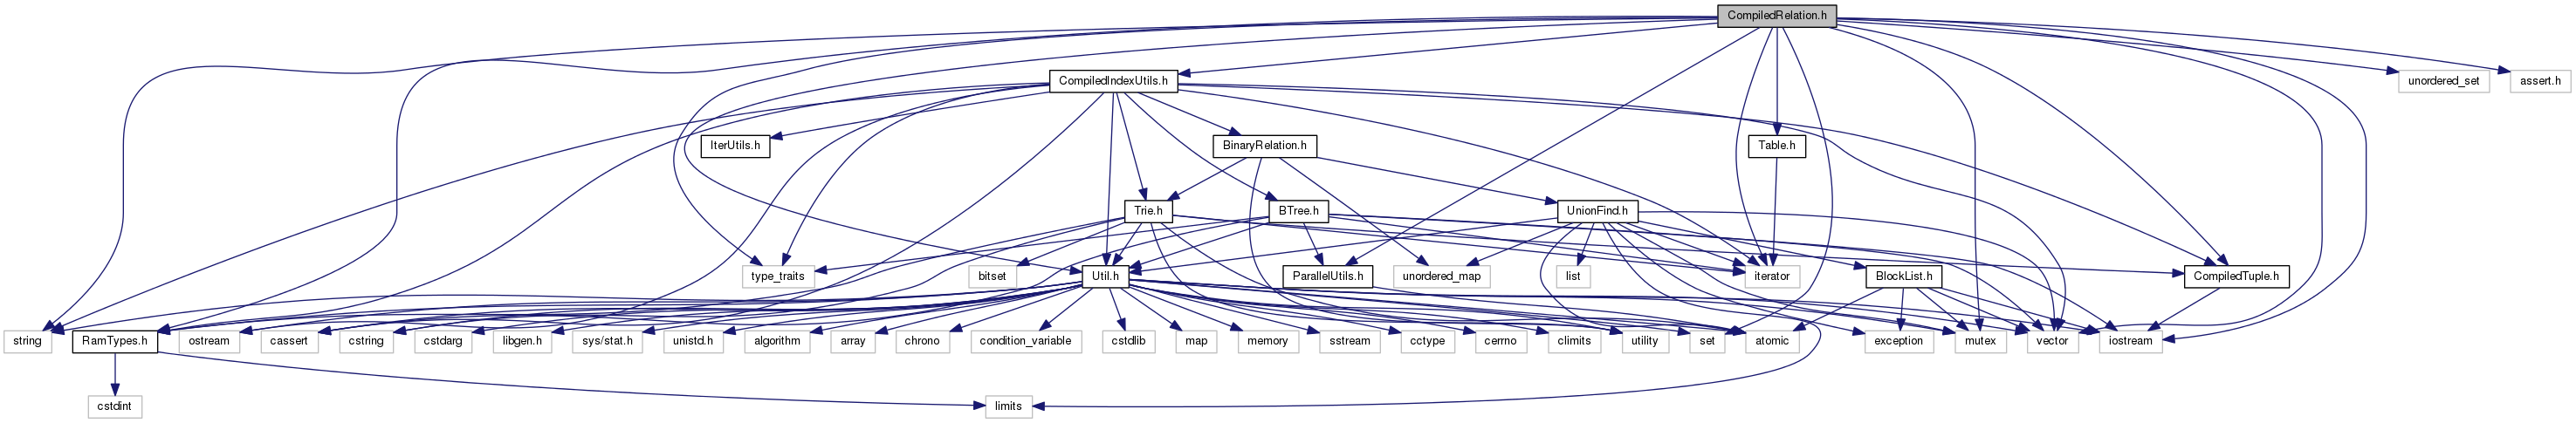 CompiledRelation.h
CompiledIndexUtils.h
unordered_set
assert.h
IterUtils.h
BinaryRelation.h
Table.h
Trie.h
BTree.h
UnionFind.h
type_traits
bitset
Util.h
ParallelUtils.h
unordered_map
list
iterator
BlockList.h
CompiledTuple.h
string
RamTypes.h
ostream
cassert
cstring
cstdarg
libgen.h
sys/stat.h
unistd.h
algorithm
array
chrono
condition_variable
cstdlib
map
memory
sstream
cctype
cerrno
climits
utility
set
atomic
exception
mutex
vector
iostream
cstdint
limits